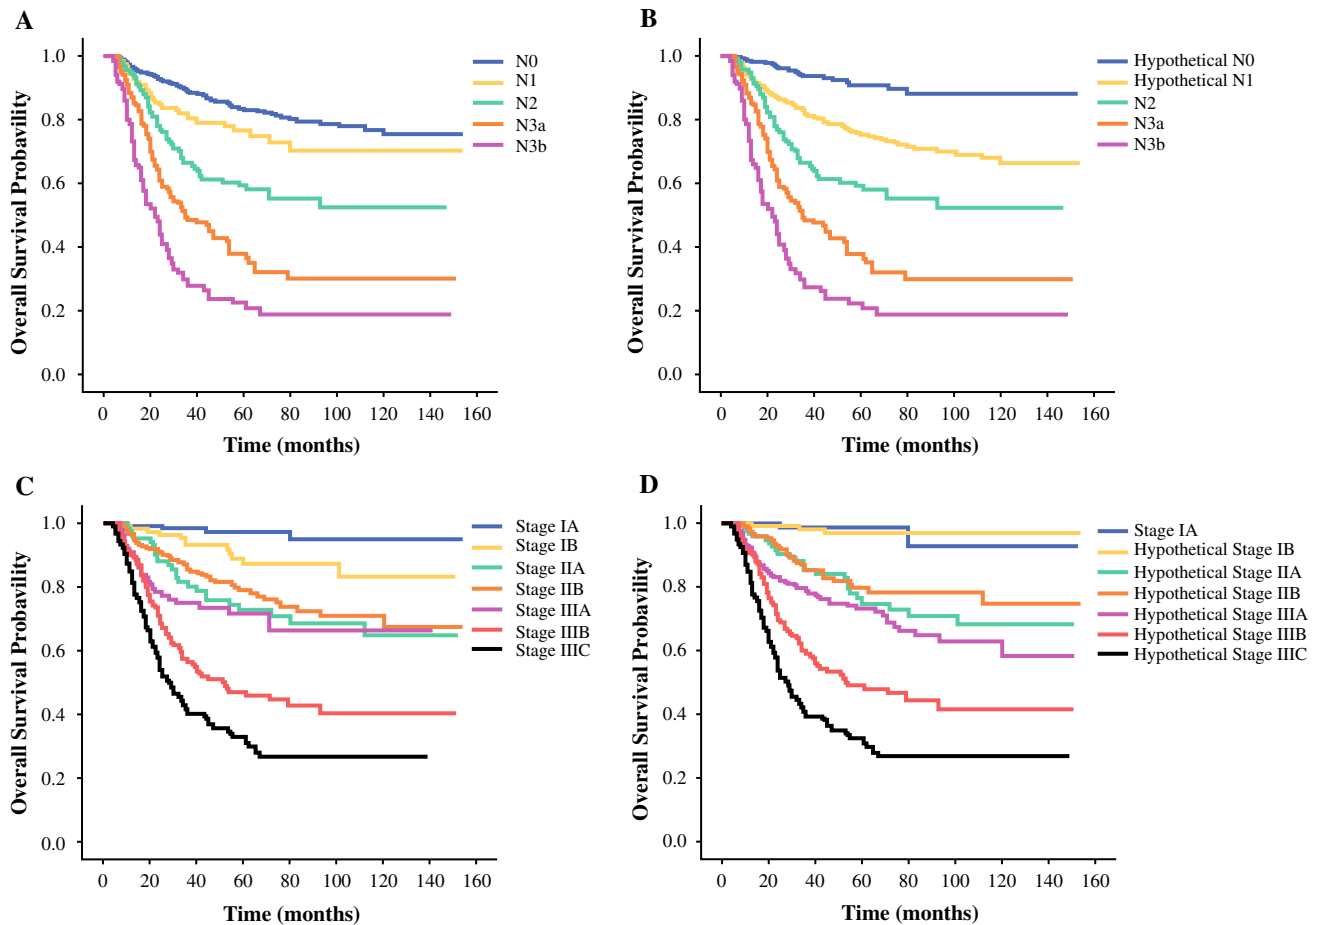 A
Overall Survival Probavility
1.0
0.8
0.6
0.4
0.2
0.0
0 20 40 60 80 100 120 140 160
Time (months)
N0
N1
N2
N3a
N3b
B
Overall Survival Probavility
1.0
0.8
0.6
0.4
0.2
0.0
0 20 40 60 80 100 120 140 160
Time (months)
Hypothetical N0
Hypothetical N1
N2
N3a
N3b
C
Overall Survival Probavility
1.0
0.8
0.6
0.4
0.2
0.0
0 20 40 60 80 100 120 140 160
Time (months)
Stage IA
Stage IB
Stage IIA
Stage IIB
Stage IIIA
Stage IIIB
Stage IIIC
D
Overall Survival Probavility
1.0
0.8
0.6
0.4
0.2
0.0
0 20 40 60 80 100 120 140 160
Time (months)
Stage IA
Hypothetical Stage IB
Hypothetical Stage IIA
Hypothetical Stage IIB
Hypothetical Stage IIIA
Hypothetical Stage IIIB
Hypothetical Stage IIIC